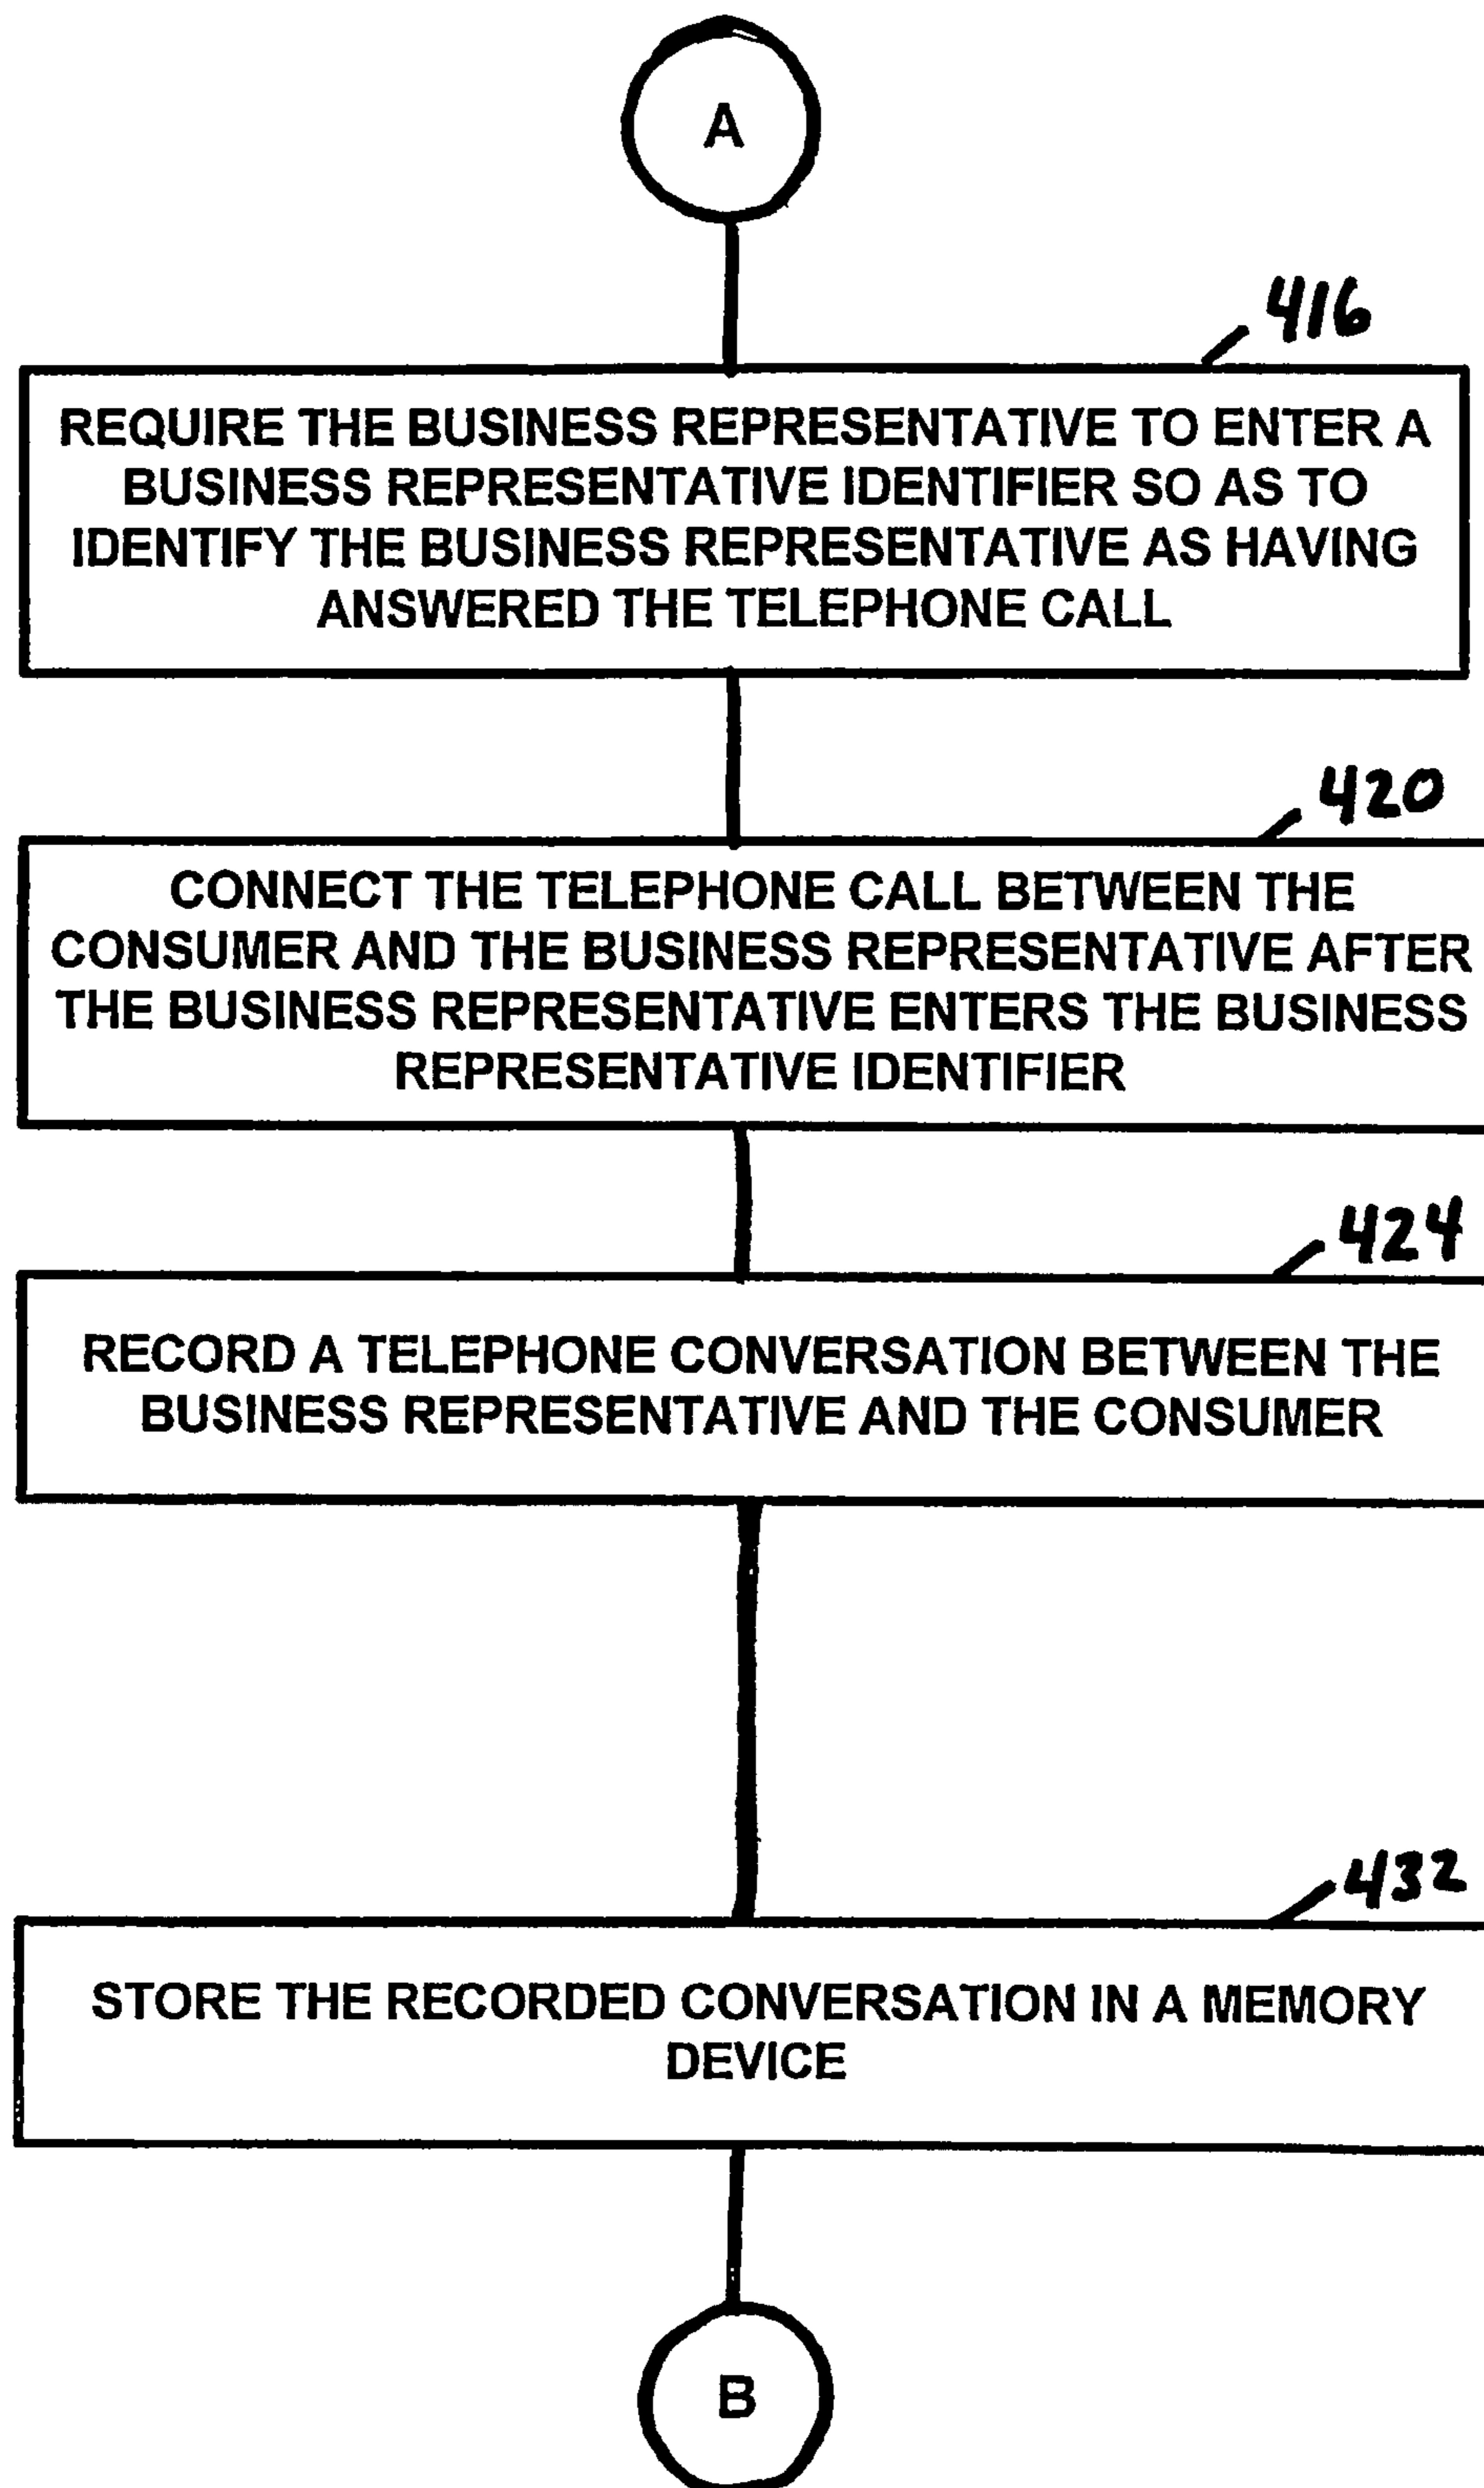 A
416
REQUIRE THE BUSINESS REPRESENTATIVE TO ENTER A
BUSINESS REPRESENTATIVE IDENTIFIER SO AS TO
IDENTIFY THE BUSINESS REPRESENTATIVE AS HAVING
ANSWERED THE TELEPHONE CALL
420
CONNECT THE TELEPHONE CALL BETWEEN THE
CONSUMER AND THE BUSINESS REPRESENTATIVE AFTER
THE BUSINESS REPRESENTATIVE ENTERS THE BUSINESS
REPRESENTATIVE IDENTIFIER
424
RECORD A TELEPHONE CONVERSATION BETWEEN THE
BUSINESS REPRESENTATIVE AND THE CONSUMER
432
STORE THE RECORDED CONVERSATION IN A MEMORY
DEVICE
B